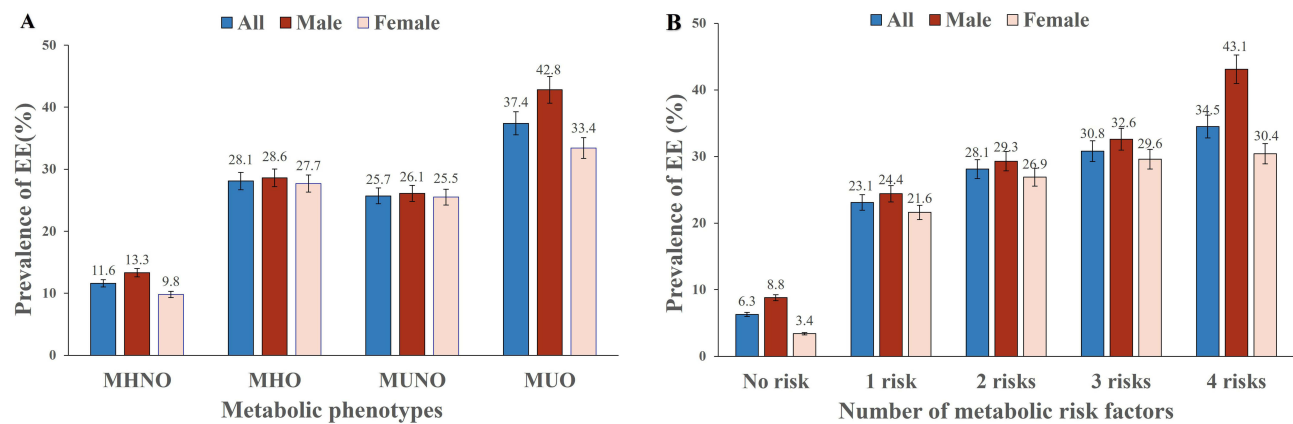 A
All Male Female
Prevalence of EE(%)
50
40
30
20
10
0
11.6 13.3 9.8
28.1 28.6 27.7
25.7 26.1 25.5
37.4 42.8 33.4
MHNO MHO MUNO MUO
Metabolic phenotypes
B
All Male Female
Prevalence of EE (%)
50
40
30
20
10
0
6.3 8.8 3.4
23.1 24.4 21.6
28.1 29.3 26.9
30.8 32.6 29.6
34.5 43.1 30.4
No risk 1 risk 2 risks 3 risks 4 risks
Number of metabolic risk factors